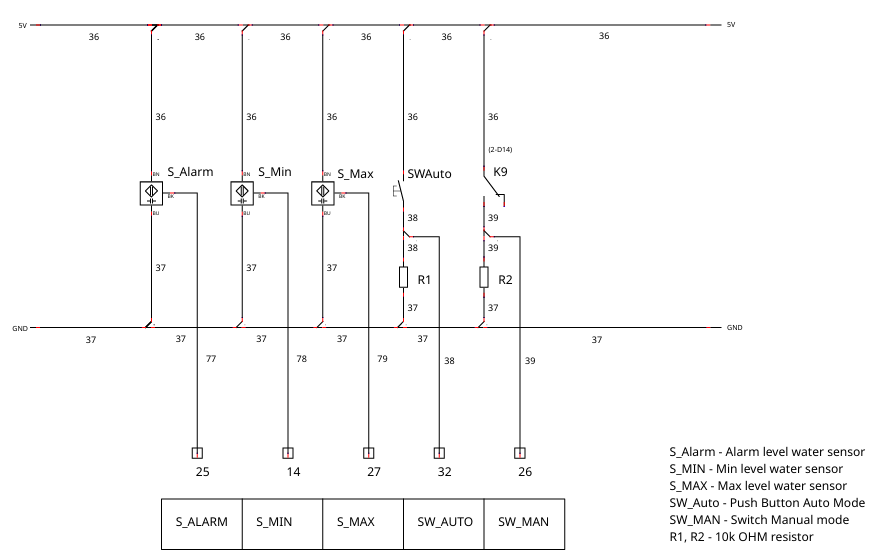 5V 5V
36 36 36 36 36 36
36 36 36 36 36
(2-D14)
S_Alarm S_Min S_Max SWAuto K9
BN BN BN
BK BK BK
BU BU BU
38 39
38 39
37 37 37
R1 R2
37 37
GND GND
37 37 37 37 37 37
77 78 79 38 39
25 14 27 32 26
S_Alarm - Alarm level water sensor
S_MIN - Min level water sensor
S_MAX - Max level water sensor
SW_Auto - Push Button Auto Mode
SW_MAN - Switch Manual mode
R1, R2 - 10k OHM resistor
S_ALARM S_MIN S_MAX SW_AUTO SW_MAN